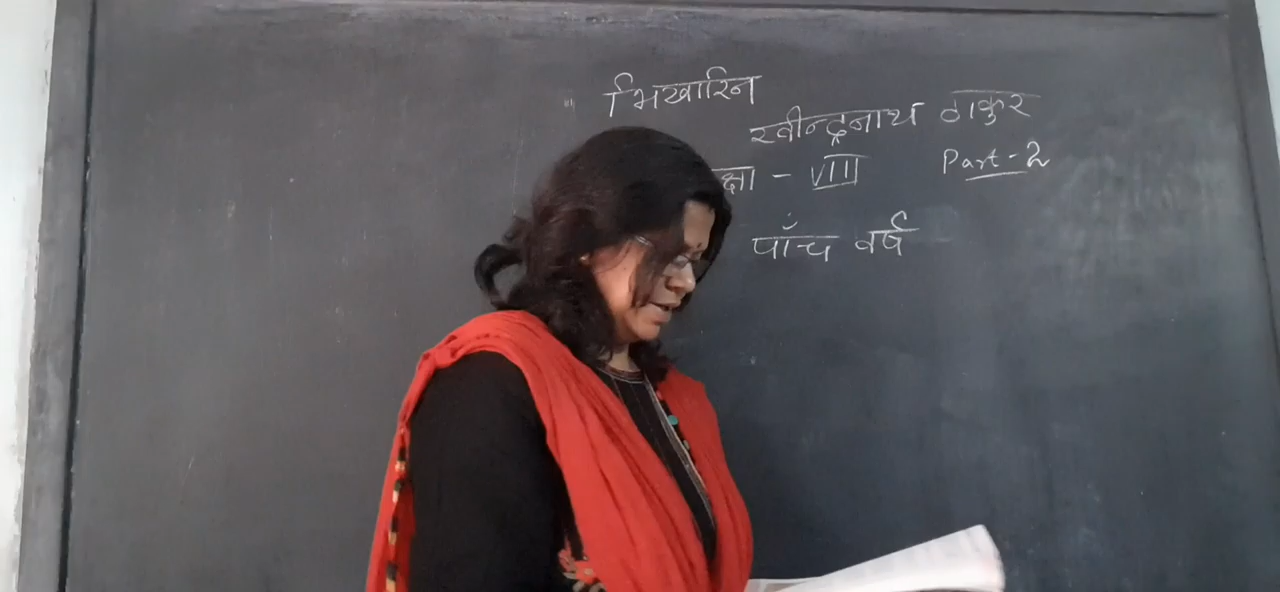 भिखारिन
रवीन्द्रनाथ ठाकुर
क्षा - VIII Part-2
पाँच वर्ष